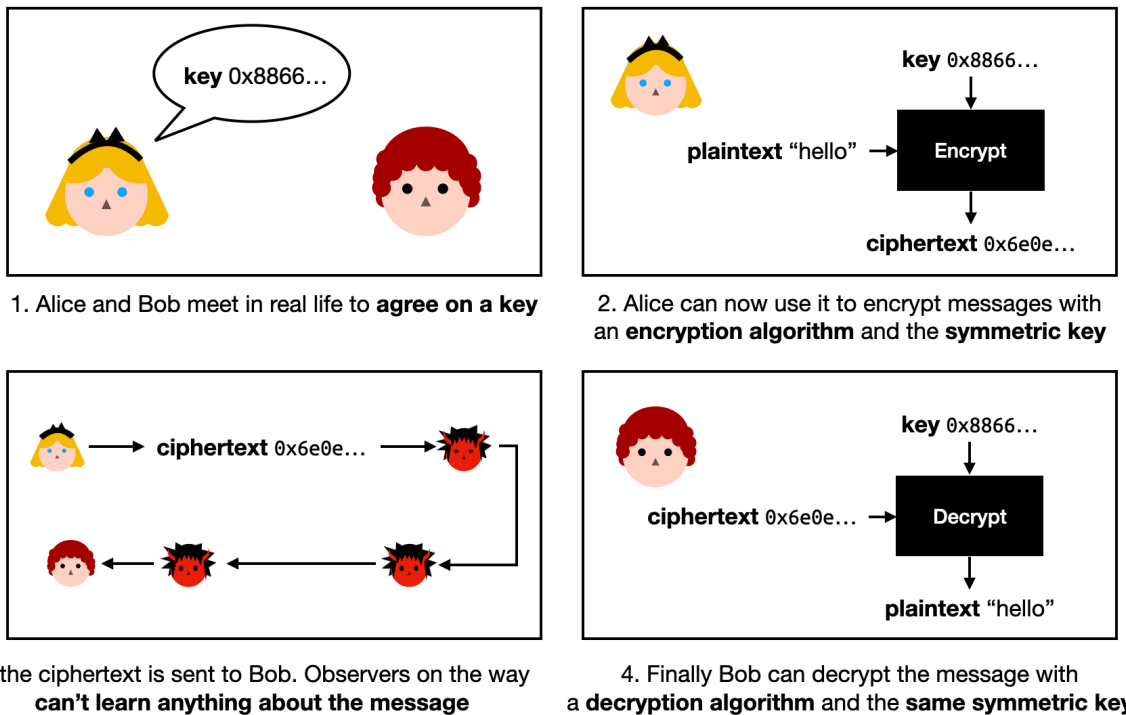 key 0x8866...
1. Alice and Bob meet in real life to agree on a key
key 0x8866...
plaintext “hello”
Encrypt
ciphertext 0x6e0e...
2. Alice can now use it to encrypt messages with
an encryption algorithm and the symmetric key
ciphertext 0x6e0e...
the ciphertext is sent to Bob. Observers on the way
can’t learn anything about the message
key 0x8866...
ciphertext 0x6e0e...
Decrypt
plaintext “hello”
4. Finally Bob can decrypt the message with
a decryption algorithm and the same symmetric key